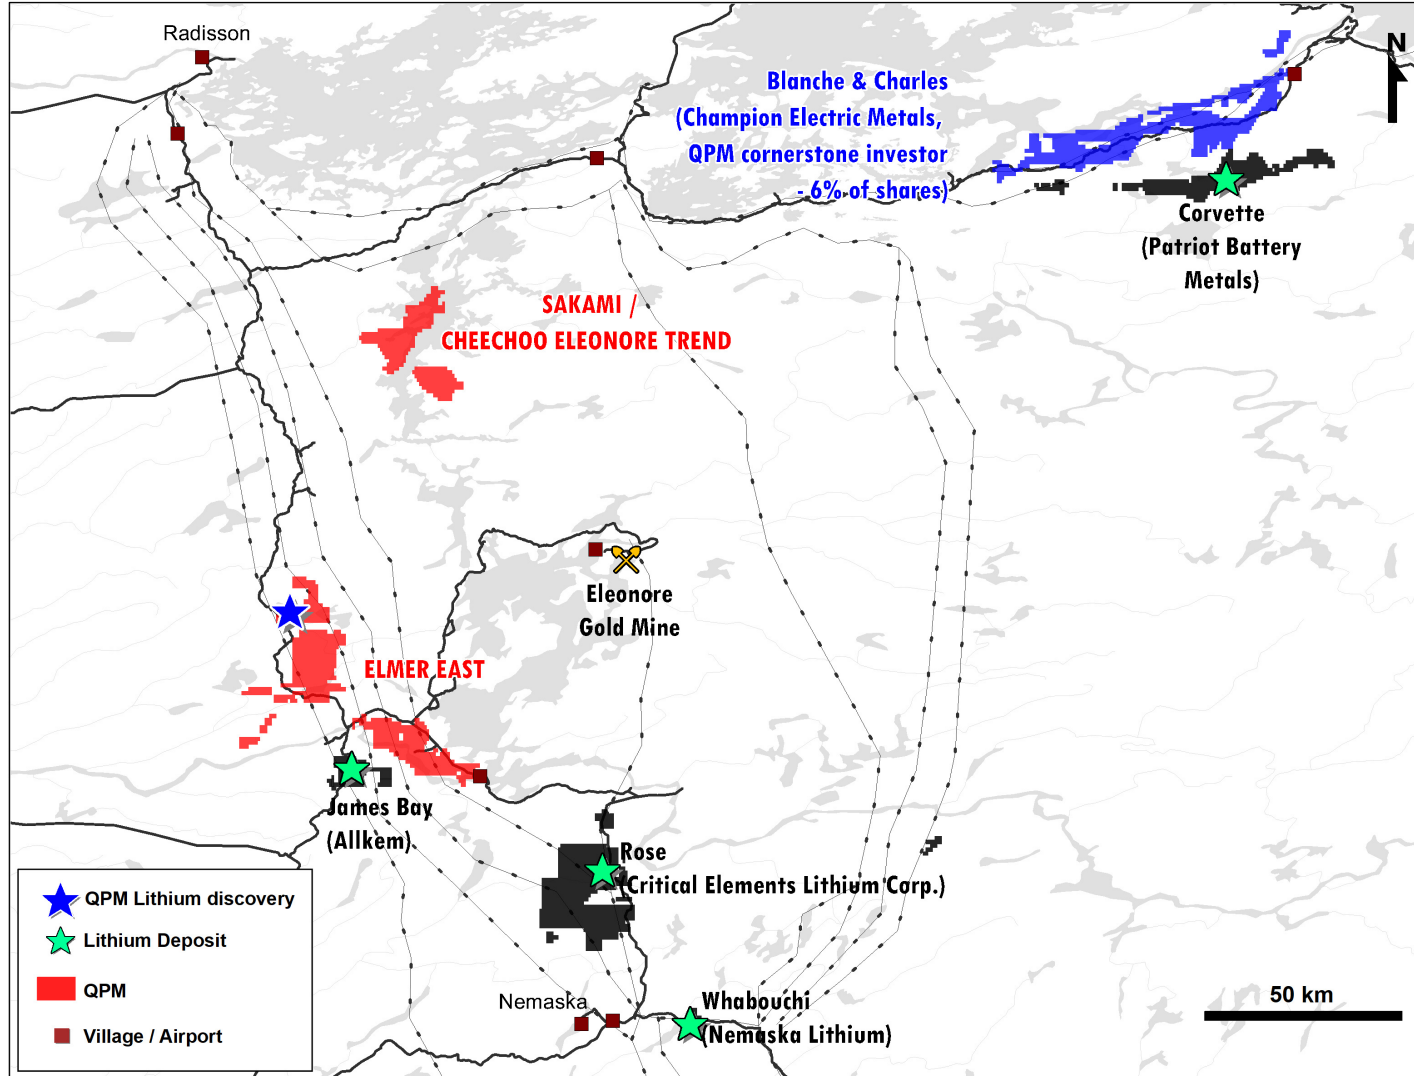 Radisson
N
Blanche & Charles
(Champion Electric Metals,
QPM cornerstone investor
- 6% of shares)
Corvette
(Patriot Battery
Metals)
SAKAMI /
CHEECHOO ELEONORE TREND
Eleonore
Gold Mine
ELMER EAST
James Bay
(Allkem)
Rose
(Critical Elements Lithium Corp.)
Nemaska
Whabouchi
(Nemaska Lithium)
QPM Lithium discovery
Lithium Deposit
QPM
Village / Airport
50 km